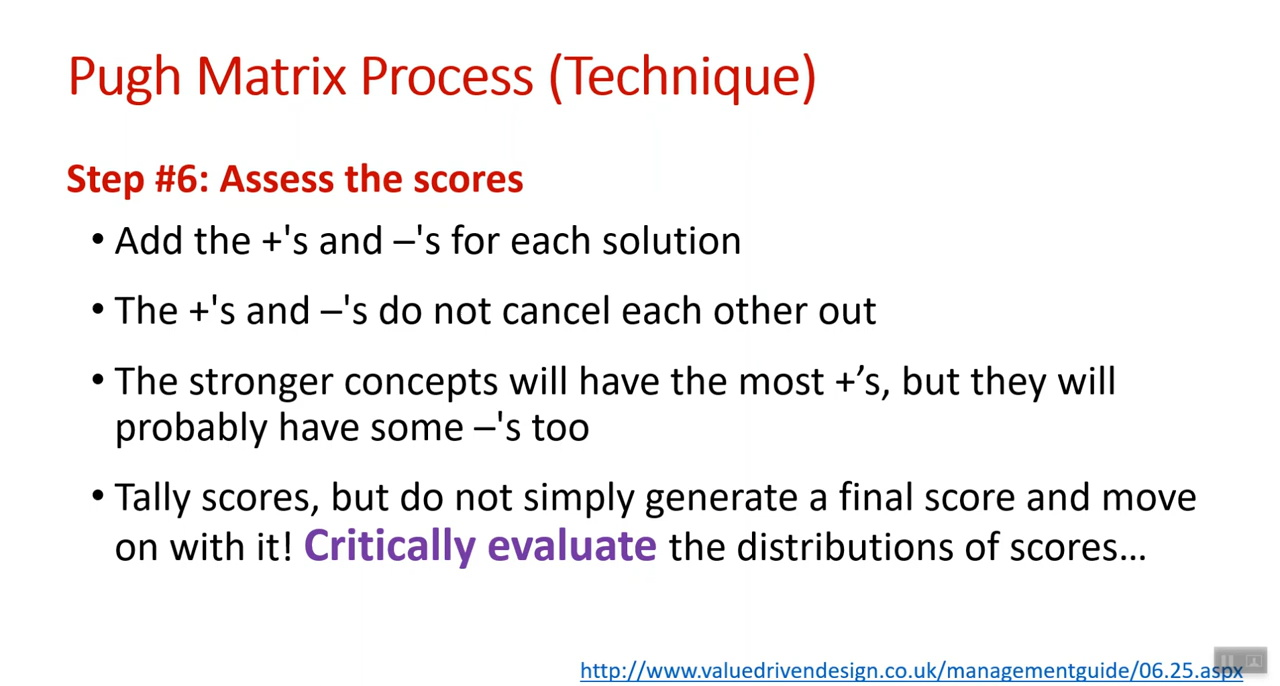 Pugh Matrix Process (Technique)
Step #6: Assess the scores
• Add the +'s and –'s for each solution
• The +'s and –'s do not cancel each other out
• The stronger concepts will have the most +’s, but they will
probably have some –'s too
• Tally scores, but do not simply generate a final score and move
on with it! Critically evaluate the distributions of scores…
http://www.valuedrivendesign.co.uk/managementguide/06.25.aspx